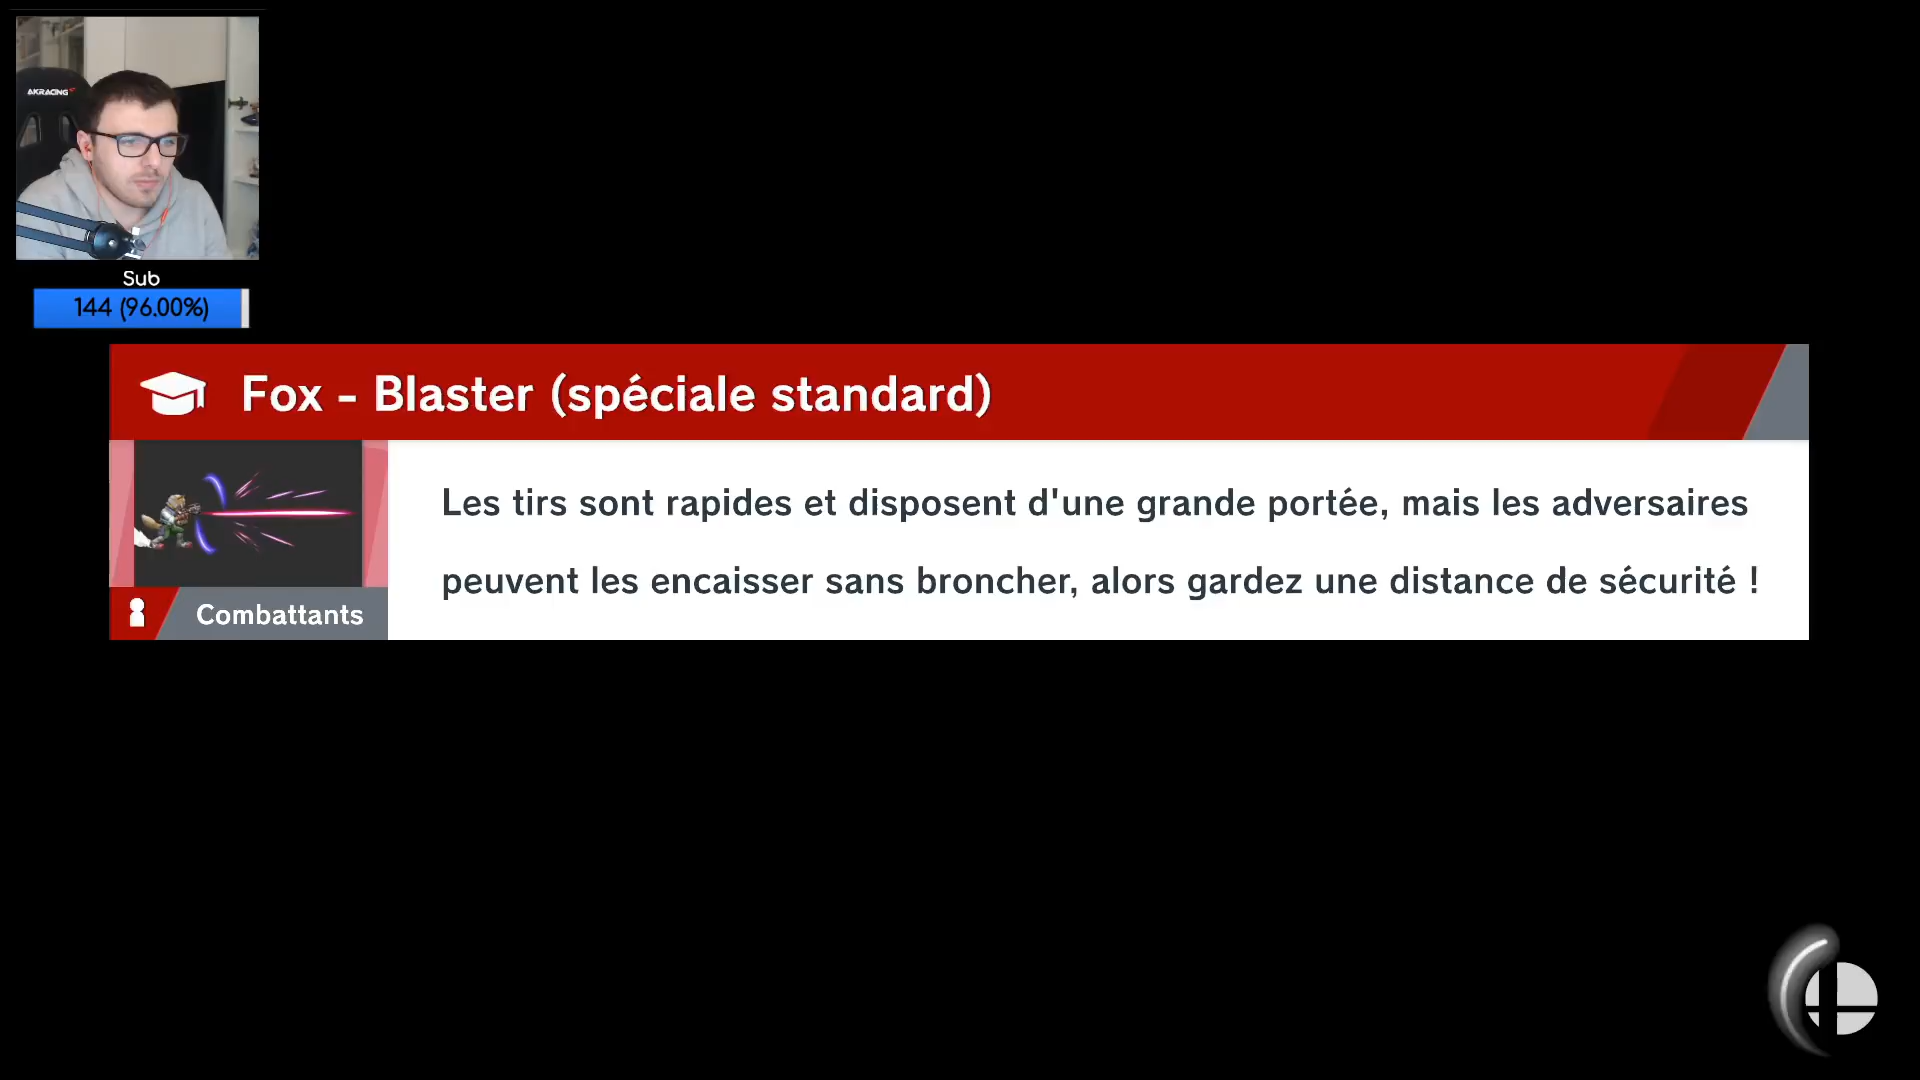 AKRACING
Sub
144 (96.00%)
Fox - Blaster (spéciale standard)
Les tirs sont rapides et disposent d'une grande portée, mais les adversaires
peuvent les encaisser sans broncher, alors gardez une distance de sécurité !
Combattants